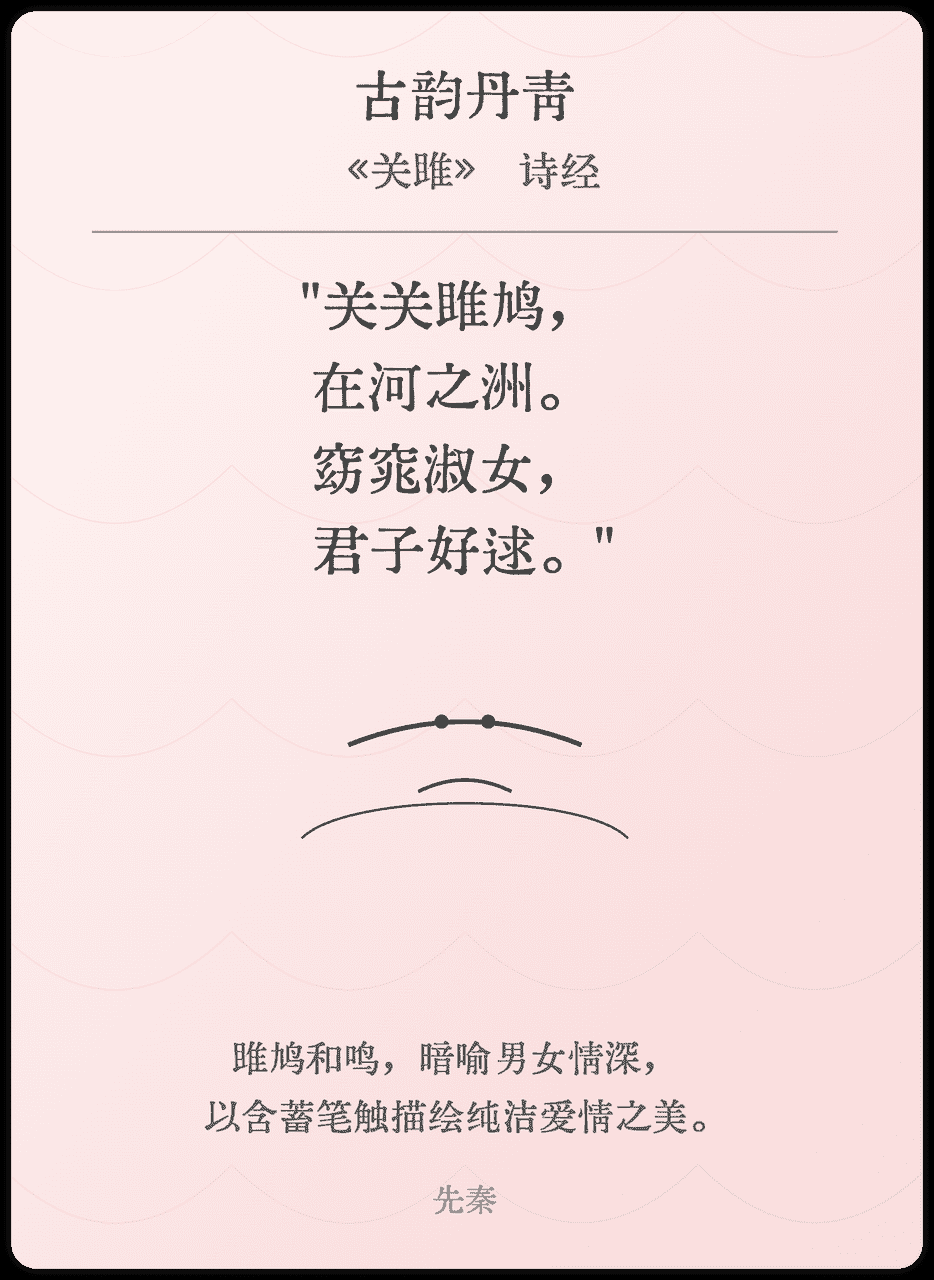 古韵丹青
《关雎》 诗经
"关关雎鸠，
在河之洲。
窈窕淑女，
君子好逑。"
雎鸠和鸣，暗喻男女情深，
以含蓄笔触描绘纯洁爱情之美。
先秦